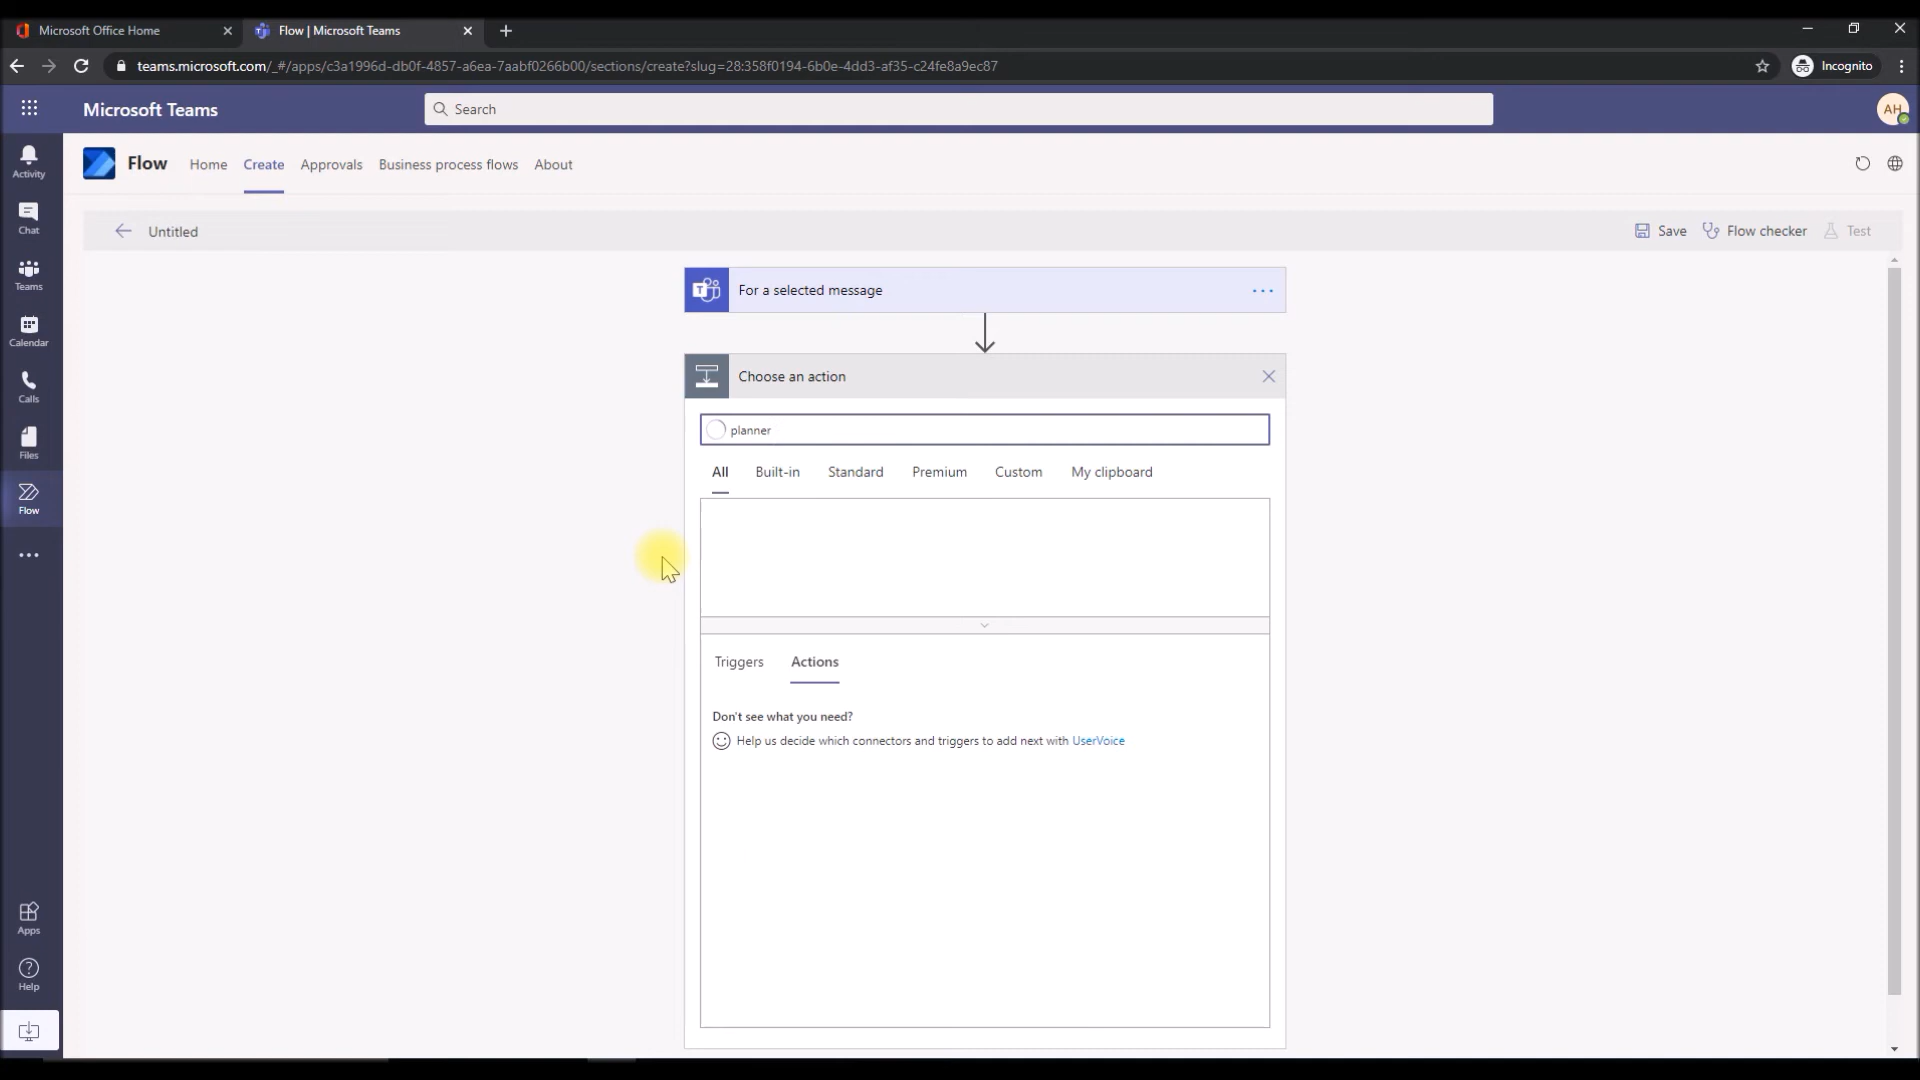 Microsoft Office Home
Flow | Microsoft Teams
teams.microsoft.com/_#/apps/c3a1996d-db0f-4857-a6ea-7aabf0266b00/sections/create?slug=28:358f0194-6b0e-4dd3-af35-c24fe8a9ec87
Incognito
Microsoft Teams
Search
AH
Activity
Chat
Teams
Calendar
Calls
Files
Flow
Apps
Help
Flow
Home
Create
Approvals
Business process flows
About
Untitled
Save
Flow checker
Test
For a selected message
Choose an action
planner
All
Built-in
Standard
Premium
Custom
My clipboard
Triggers
Actions
Don't see what you need?
Help us decide which connectors and triggers to add next with UserVoice